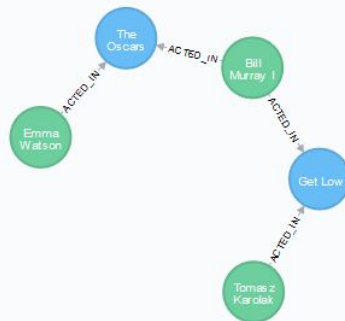 The
Oscars
ACTED_IN
Bill
Murray I
ACTED_IN
Emma
Watson
ACTED_IN
Get Low
ACTED_IN
Tomasz
Karolak